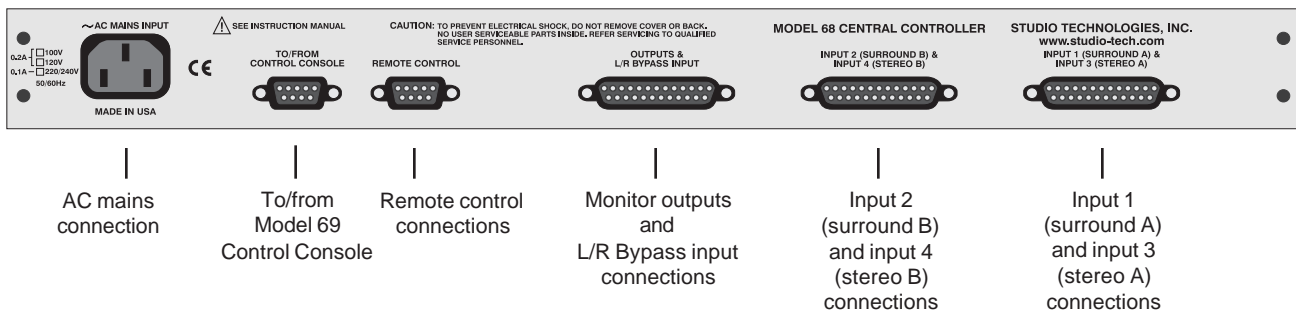 ~AC MAINS INPUT
0.2A 100V
120V
0.1A 220/240V
50/60Hz
MADE IN USA
CE
SEE INSTRUCTION MANUAL
CAUTION: TO PREVENT ELECTRICAL SHOCK, DO NOT REMOVE COVER OR BACK.
NO USER SERVICEABLE PARTS INSIDE. REFER SERVICING TO QUALIFIED
SERVICE PERSONNEL.
TO/FROM
CONTROL CONSOLE
REMOTE CONTROL
OUTPUTS &
L/R BYPASS INPUT
MODEL 68 CENTRAL CONTROLLER
INPUT 2 (SURROUND B) &
INPUT 4 (STEREO B)
STUDIO TECHNOLOGIES, INC.
www.studio-tech.com
INPUT 1 (SURROUND A) &
INPUT 3 (STEREO A)
AC mains
connection
To/from
Model 69
Control Console
Remote control
connections
Monitor outputs
and
L/R Bypass input
connections
Input 2
(surround B)
and input 4
(stereo B)
connections
Input 1
(surround A)
and input 3
(stereo A)
connections